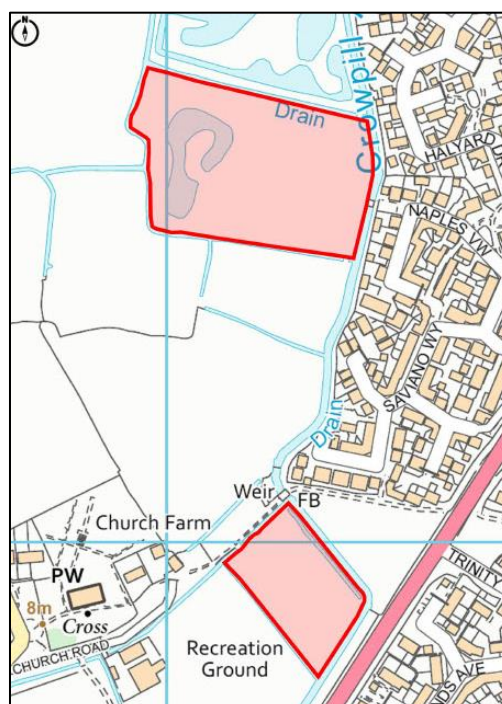 N
Drain
Crowpill
HALYARD
NAPLES VW
SAVIANO WY
Drain
Weir
FB
Church Farm
PW
8m
Cross
CHURCH ROAD
Recreation
Ground
TRINITY
DS AVE